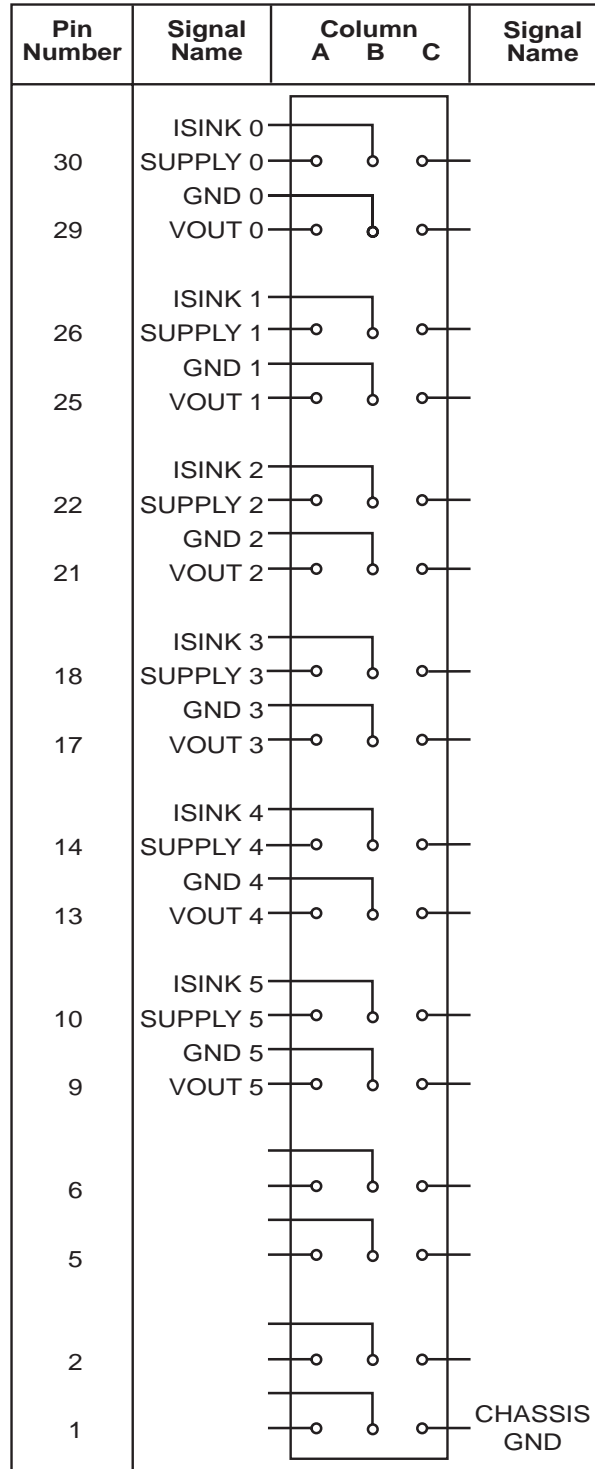 Pin Number Signal Name Column A B C Signal Name
ISINK 0
30 SUPPLY 0
GND 0
29 VOUT 0
ISINK 1
26 SUPPLY 1
GND 1
25 VOUT 1
ISINK 2
22 SUPPLY 2
GND 2
21 VOUT 2
ISINK 3
18 SUPPLY 3
GND 3
17 VOUT 3
ISINK 4
14 SUPPLY 4
GND 4
13 VOUT 4
ISINK 5
10 SUPPLY 5
GND 5
9 VOUT 5
6
5
2
1 CHASSIS GND